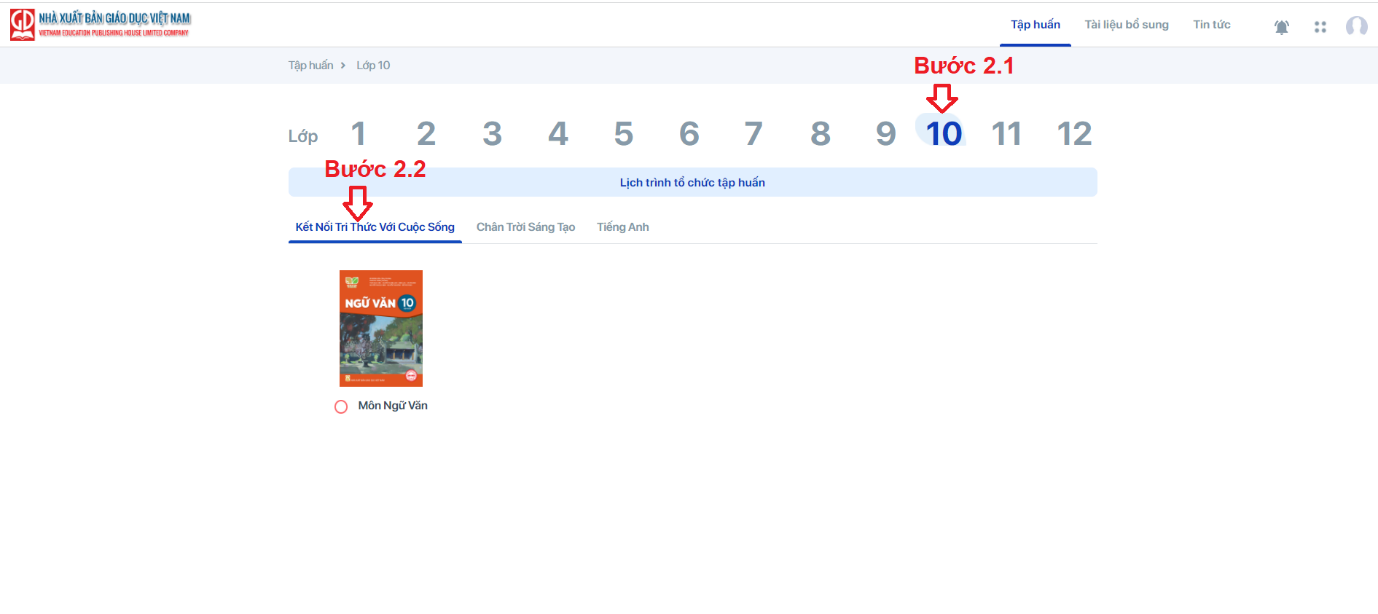 NHÀ XUẤT BẢN GIÁO DỤC VIỆT NAM
VIETNAM EDUCATION PUBLISHING HOUSE LIMITED COMPANY
Tập huấn Tài liệu bổ sung Tin tức
Tập huấn > Lớp 10
Bước 2.1
Lớp 1 2 3 4 5 6 7 8 9 10 11 12
Bước 2.2
Lịch trình tổ chức tập huấn
Kết Nối Tri Thức Với Cuộc Sống Chân Trời Sáng Tạo Tiếng Anh
NGỮ VĂN 10
Môn Ngữ Văn